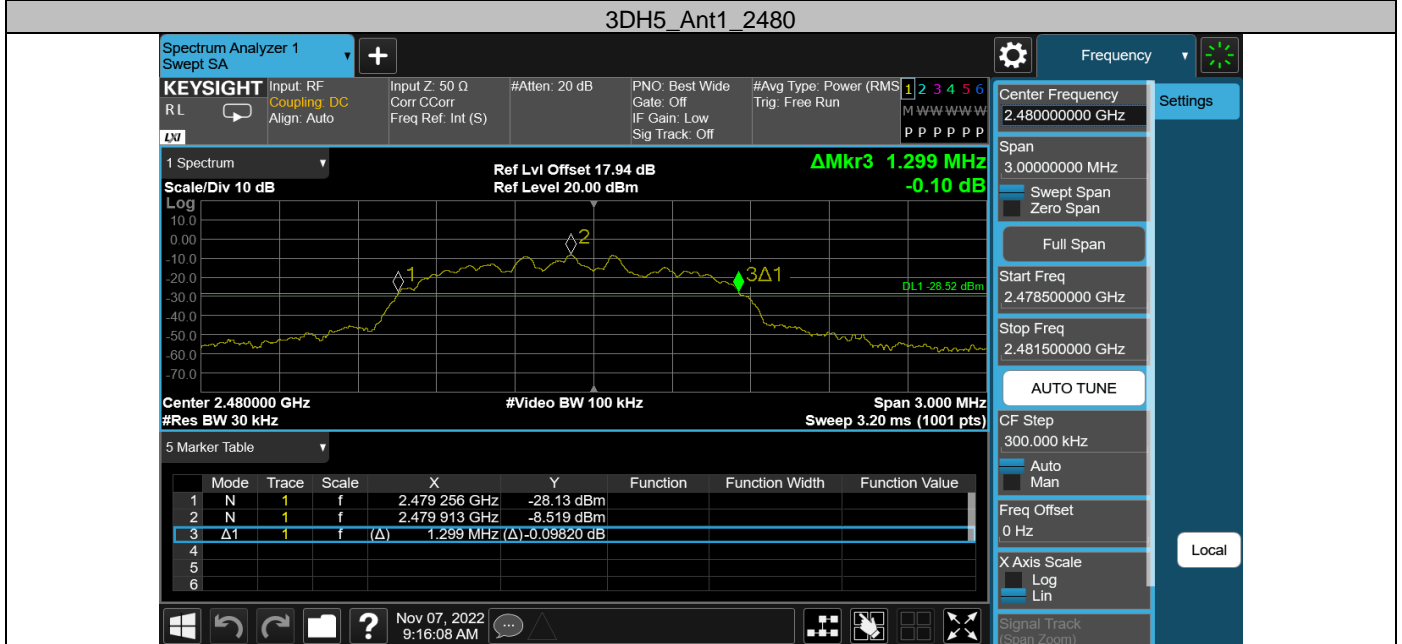 3DH5_Ant1_2480
Spectrum Analyzer 1
Swept SA
Frequency
KEYSIGHT
R L
LXI
Input: RF
Coupling: DC
Align: Auto
Input Z: 50 Ω
Corr CCorr
Freq Ref: Int (S)
#Atten: 20 dB
PNO: Best Wide
Gate: Off
IF Gain: Low
Sig Track: Off
#Avg Type: Power (RMS
Trig: Free Run
1 2 3 4 5 6
M W W W W W
P P P P P P
1 Spectrum
Scale/Div 10 dB
Ref Lvl Offset 17.94 dB
Ref Level 20.00 dBm
ΔMkr3 1.299 MHz
-0.10 dB
Log
10.0
0.00
-10.0
-20.0
-30.0
-40.0
-50.0
-60.0
-70.0
1
2
3Δ1
DL1 -28.52 dBm
Center 2.480000 GHz
#Video BW 100 kHz
Span 3.000 MHz
#Res BW 30 kHz
Sweep 3.20 ms (1001 pts)
5 Marker Table
Mode Trace Scale X Y Function Function Width Function Value
1 N 1 f 2.479 256 GHz -28.13 dBm
2 N 1 f 2.479 913 GHz -8.519 dBm
3 Δ1 1 f (Δ) 1.299 MHz (Δ)-0.09820 dB
4
5
6
?
Nov 07, 2022
9:16:08 AM
Center Frequency
2.480000000 GHz
Settings
Span
3.00000000 MHz
Swept Span
Zero Span
Full Span
Start Freq
2.478500000 GHz
Stop Freq
2.481500000 GHz
AUTO TUNE
CF Step
300.000 kHz
Auto
Man
Freq Offset
0 Hz
X Axis Scale
Log
Lin
Local
Signal Track
(Span Zoom)